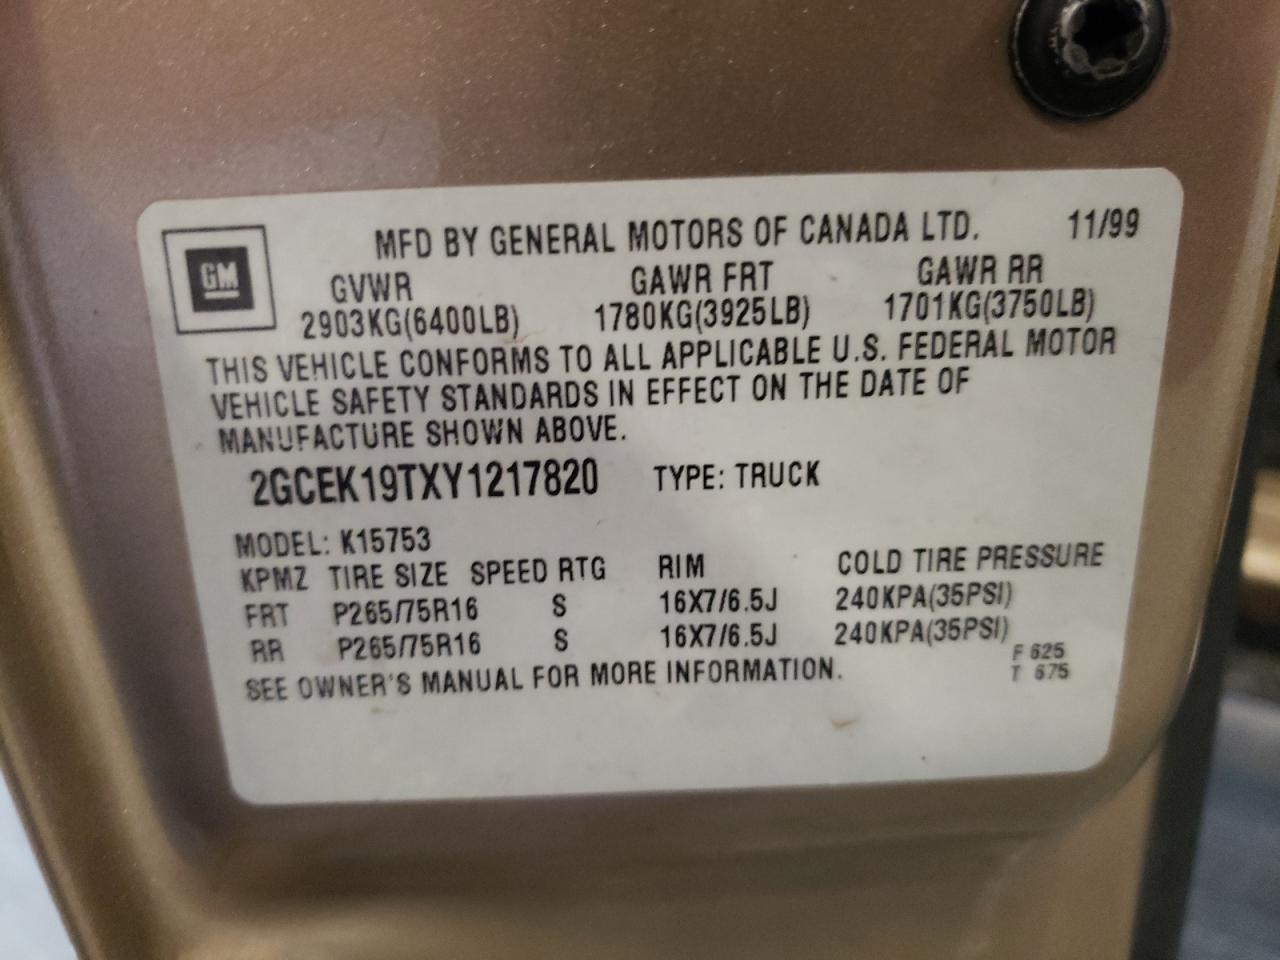 GM
MFD BY GENERAL MOTORS OF CANADA LTD. 11/99
GVWR GAWR FRT GAWR RR
2903KG(6400LB) 1780KG(3925LB) 1701KG(3750LB)
THIS VEHICLE CONFORMS TO ALL APPLICABLE U.S. FEDERAL MOTOR
VEHICLE SAFETY STANDARDS IN EFFECT ON THE DATE OF
MANUFACTURE SHOWN ABOVE.
2GCEK19TXY1217820 TYPE: TRUCK
MODEL: K15753
KPMZ TIRE SIZE SPEED RTG RIM COLD TIRE PRESSURE
FRT P265/75R16 S 16X7/6.5J 240KPA(35PSI)
RR P265/75R16 S 16X7/6.5J 240KPA(35PSI)
SEE OWNER'S MANUAL FOR MORE INFORMATION.
F 625
T 675